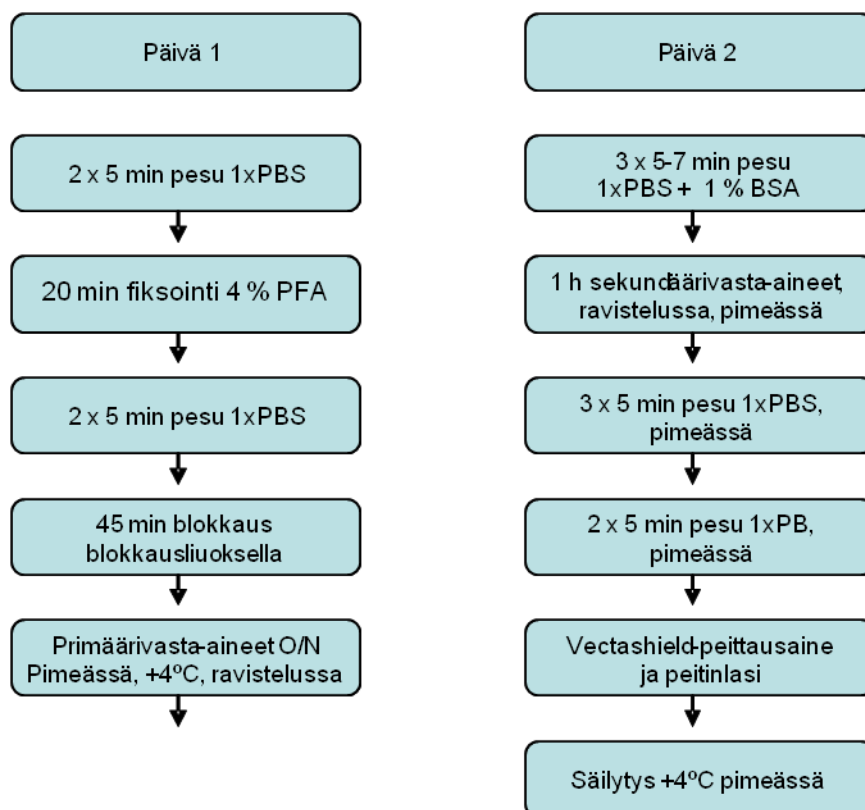 Päivä 1
2 x 5 min pesu 1xPBS
20 min fiksointi 4 % PFA
2 x 5 min pesu 1xPBS
45 min blokkaus
blokkausliuoksella
Primäärivasta-aineet O/N
Pimeässä, +4ºC, ravistelussa
Päivä 2
3 x 5-7 min pesu
1xPBS + 1 % BSA
1 h sekundäärivasta-aineet,
ravistelussa, pimeässä
3 x 5 min pesu 1xPBS,
pimeässä
2 x 5 min pesu 1xPB,
pimeässä
Vectashield-peittausaine
ja peitinlasi
Säilytys +4ºC pimeässä